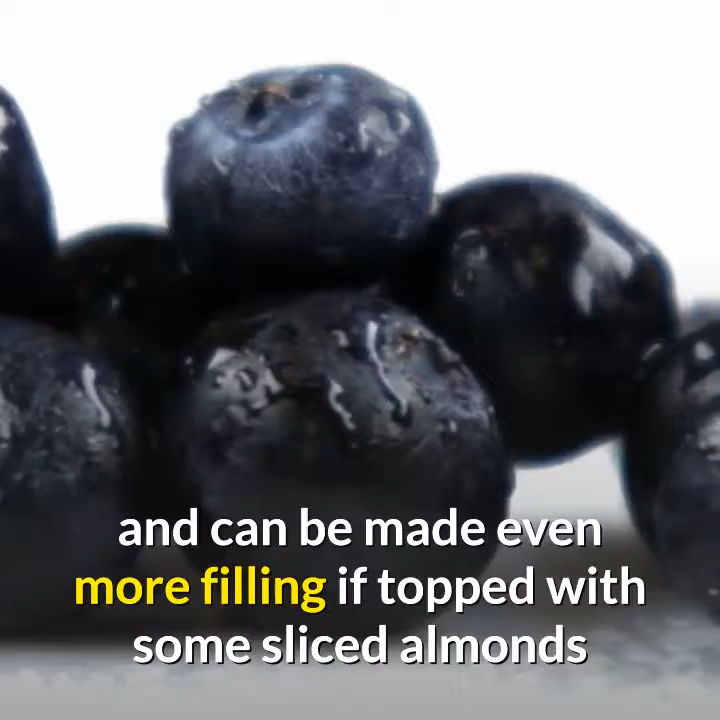 and can be made even
more filling if topped with
some sliced almonds